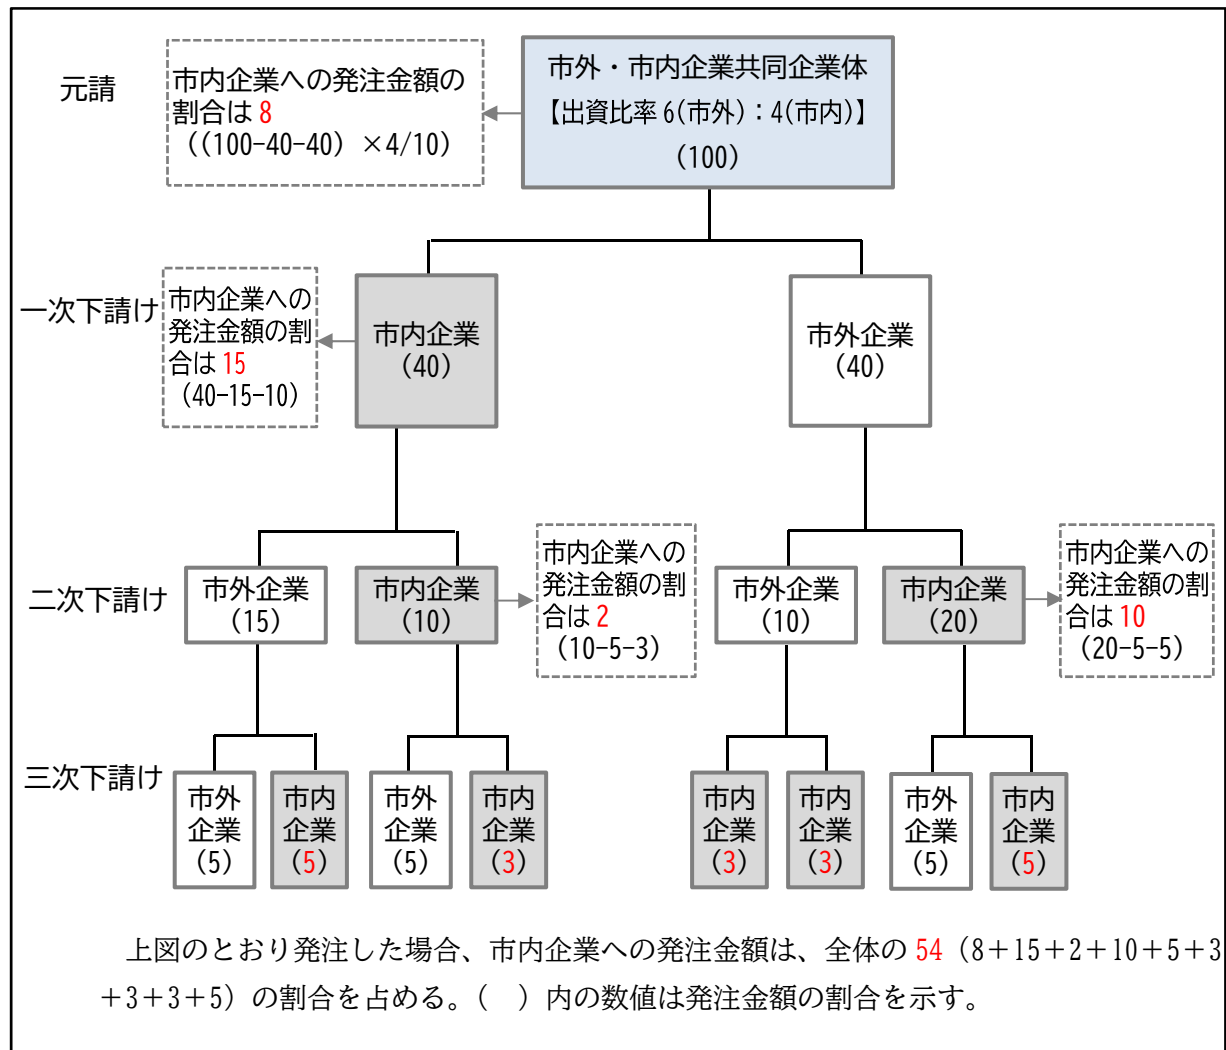 元請
市内企業への発注金額の
割合は 8
((100-40-40) ×4/10)
市外・市内企業共同企業体
【出資比率 6(市外):4(市内)】
(100)
一次下請け
市内企業への
発注金額の割
合は 15
(40-15-10)
市内企業
(40)
市外企業
(40)
二次下請け
市外企業
(15)
市内企業
(10)
市内企業への
発注金額の割
合は 2
(10-5-3)
市外企業
(10)
市内企業
(20)
市内企業への
発注金額の割
合は 10
(20-5-5)
三次下請け
市外
企業
(5)
市内
企業
(5)
市外
企業
(5)
市内
企業
(3)
市内
企業
(3)
市内
企業
(3)
市外
企業
(5)
市内
企業
(5)
上図のとおり発注した場合、市内企業への発注金額は、全体の 54(8+15+2+10+5+3
+3+3+5)の割合を占める。( )内の数値は発注金額の割合を示す。